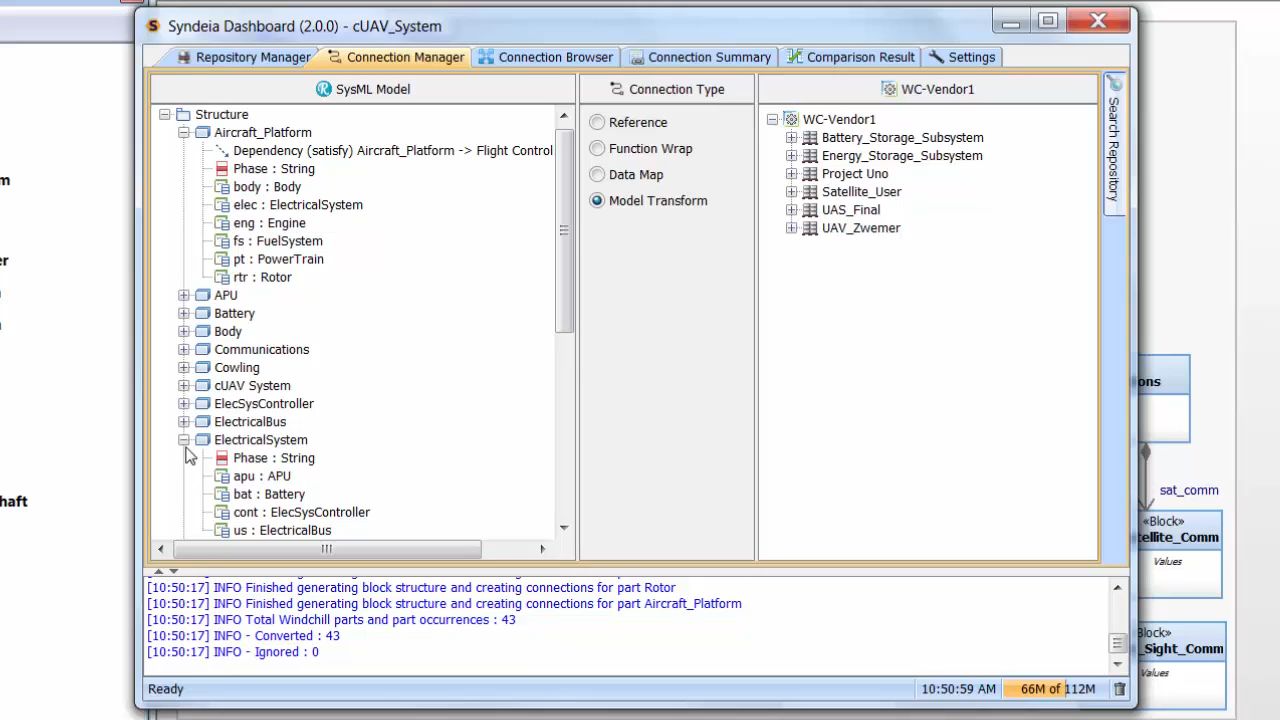 Syndeia Dashboard (2.0.0) - cUAV_System
Repository Manager
Connection Manager
Connection Browser
Connection Summary
Comparison Result
Settings
SysML Model
Connection Type
WC-Vendor1
Search Repository
Structure
Aircraft_Platform
Dependency (satisfy) Aircraft_Platform -> Flight Control
Phase : String
body : Body
elec : ElectricalSystem
eng : Engine
fs : FuelSystem
pt : PowerTrain
rtr : Rotor
APU
Battery
Body
Communications
Cowling
cUAV System
ElecSysController
ElectricalBus
ElectricalSystem
Phase : String
apu : APU
bat : Battery
cont : ElecSysController
us : ElectricalBus
Reference
Function Wrap
Data Map
Model Transform
WC-Vendor1
Battery_Storage_Subsystem
Energy_Storage_Subsystem
Project Uno
Satellite_User
UAS_Final
UAV_Zwemer
[10:50:17] INFO Finished generating block structure and creating connections for part Rotor
[10:50:17] INFO Finished generating block structure and creating connections for part Aircraft_Platform
[10:50:17] INFO Total Windchill parts and part occurrences : 43
[10:50:17] INFO - Converted : 43
[10:50:17] INFO - Ignored : 0
Ready
10:50:59 AM
66M of 112M
m
er
haft
ons
sat_comm
«Block»
tellite_Comm
Values
Block»
_Sight_Comm
Values